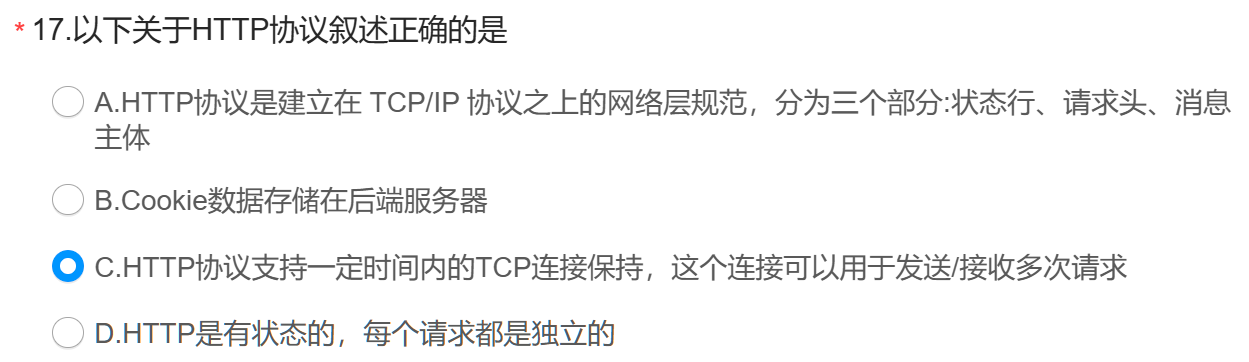 * 17.以下关于HTTP协议叙述正确的是
A.HTTP协议是建立在 TCP/IP 协议之上的网络层规范，分为三个部分:状态行、请求头、消息
主体
B.Cookie数据存储在后端服务器
C.HTTP协议支持一定时间内的TCP连接保持，这个连接可以用于发送/接收多次请求
D.HTTP是有状态的，每个请求都是独立的